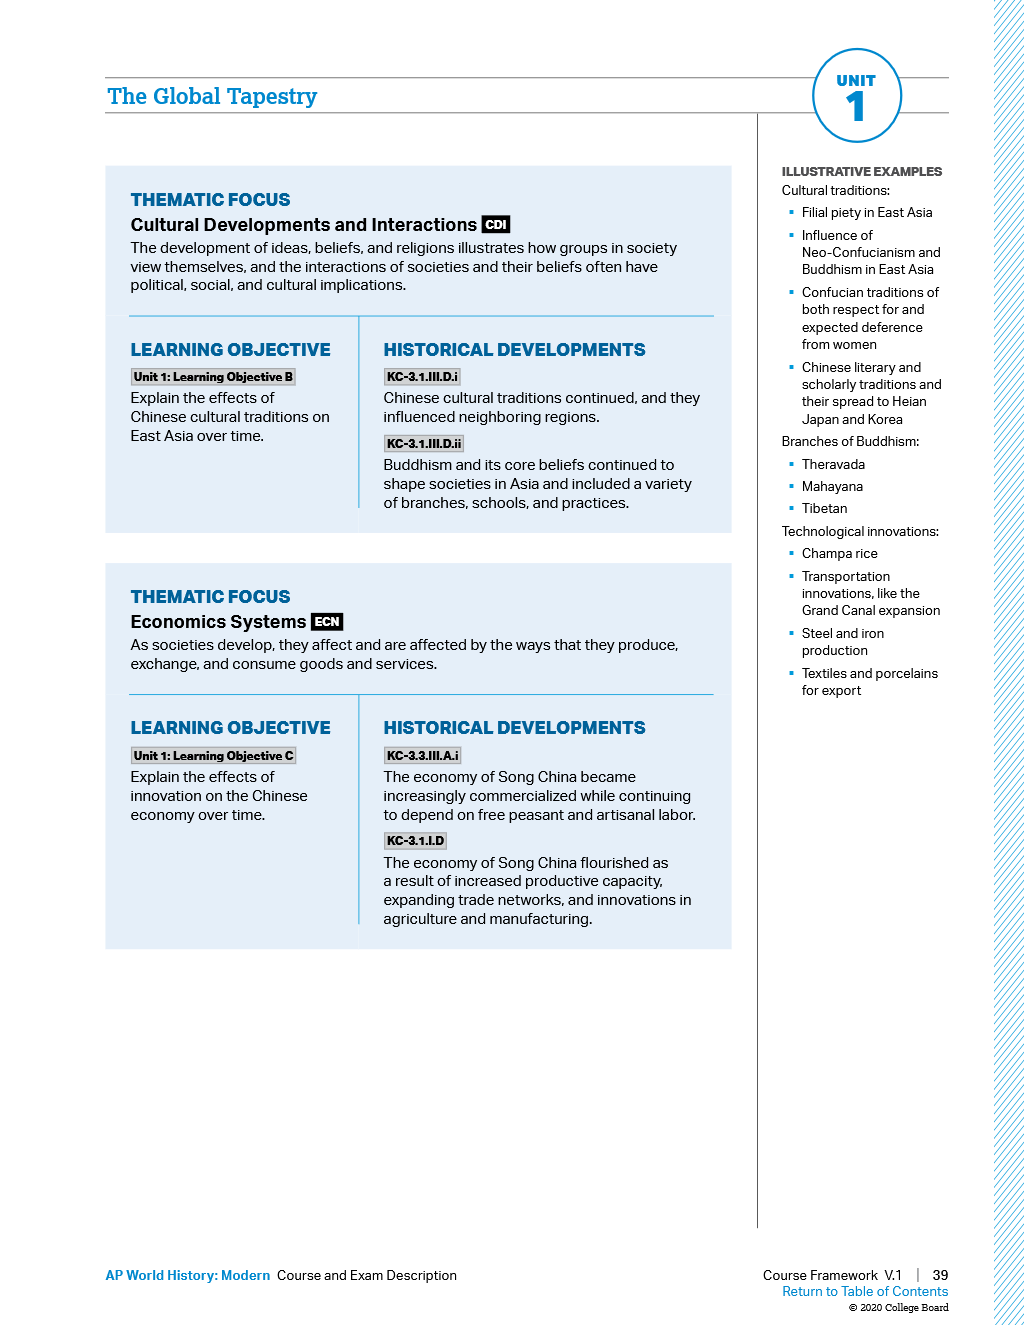 The Global Tapestry
UNIT
1
THEMATIC FOCUS
Cultural Developments and Interactions CDI
The development of ideas, beliefs, and religions illustrates how groups in society
view themselves, and the interactions of societies and their beliefs often have
political, social, and cultural implications.
LEARNING OBJECTIVE
Unit 1: Learning Objective B
Explain the effects of
Chinese cultural traditions on
East Asia over time.
HISTORICAL DEVELOPMENTS
KC-3.1.III.D.i
Chinese cultural traditions continued, and they
influenced neighboring regions.
KC-3.1.III.D.ii
Buddhism and its core beliefs continued to
shape societies in Asia and included a variety
of branches, schools, and practices.
THEMATIC FOCUS
Economics Systems ECN
As societies develop, they affect and are affected by the ways that they produce,
exchange, and consume goods and services.
LEARNING OBJECTIVE
Unit 1: Learning Objective C
Explain the effects of
innovation on the Chinese
economy over time.
HISTORICAL DEVELOPMENTS
KC-3.3.III.A.i
The economy of Song China became
increasingly commercialized while continuing
to depend on free peasant and artisanal labor.
KC-3.1.I.D
The economy of Song China flourished as
a result of increased productive capacity,
expanding trade networks, and innovations in
agriculture and manufacturing.
ILLUSTRATIVE EXAMPLES
Cultural traditions:
▪ Filial piety in East Asia
▪ Influence of
Neo-Confucianism and
Buddhism in East Asia
▪ Confucian traditions of
both respect for and
expected deference
from women
▪ Chinese literary and
scholarly traditions and
their spread to Heian
Japan and Korea
Branches of Buddhism:
▪ Theravada
▪ Mahayana
▪ Tibetan
Technological innovations:
▪ Champa rice
▪ Transportation
innovations, like the
Grand Canal expansion
▪ Steel and iron
production
▪ Textiles and porcelains
for export
AP World History: Modern Course and Exam Description
Course Framework V.1 | 39
Return to Table of Contents
© 2020 College Board